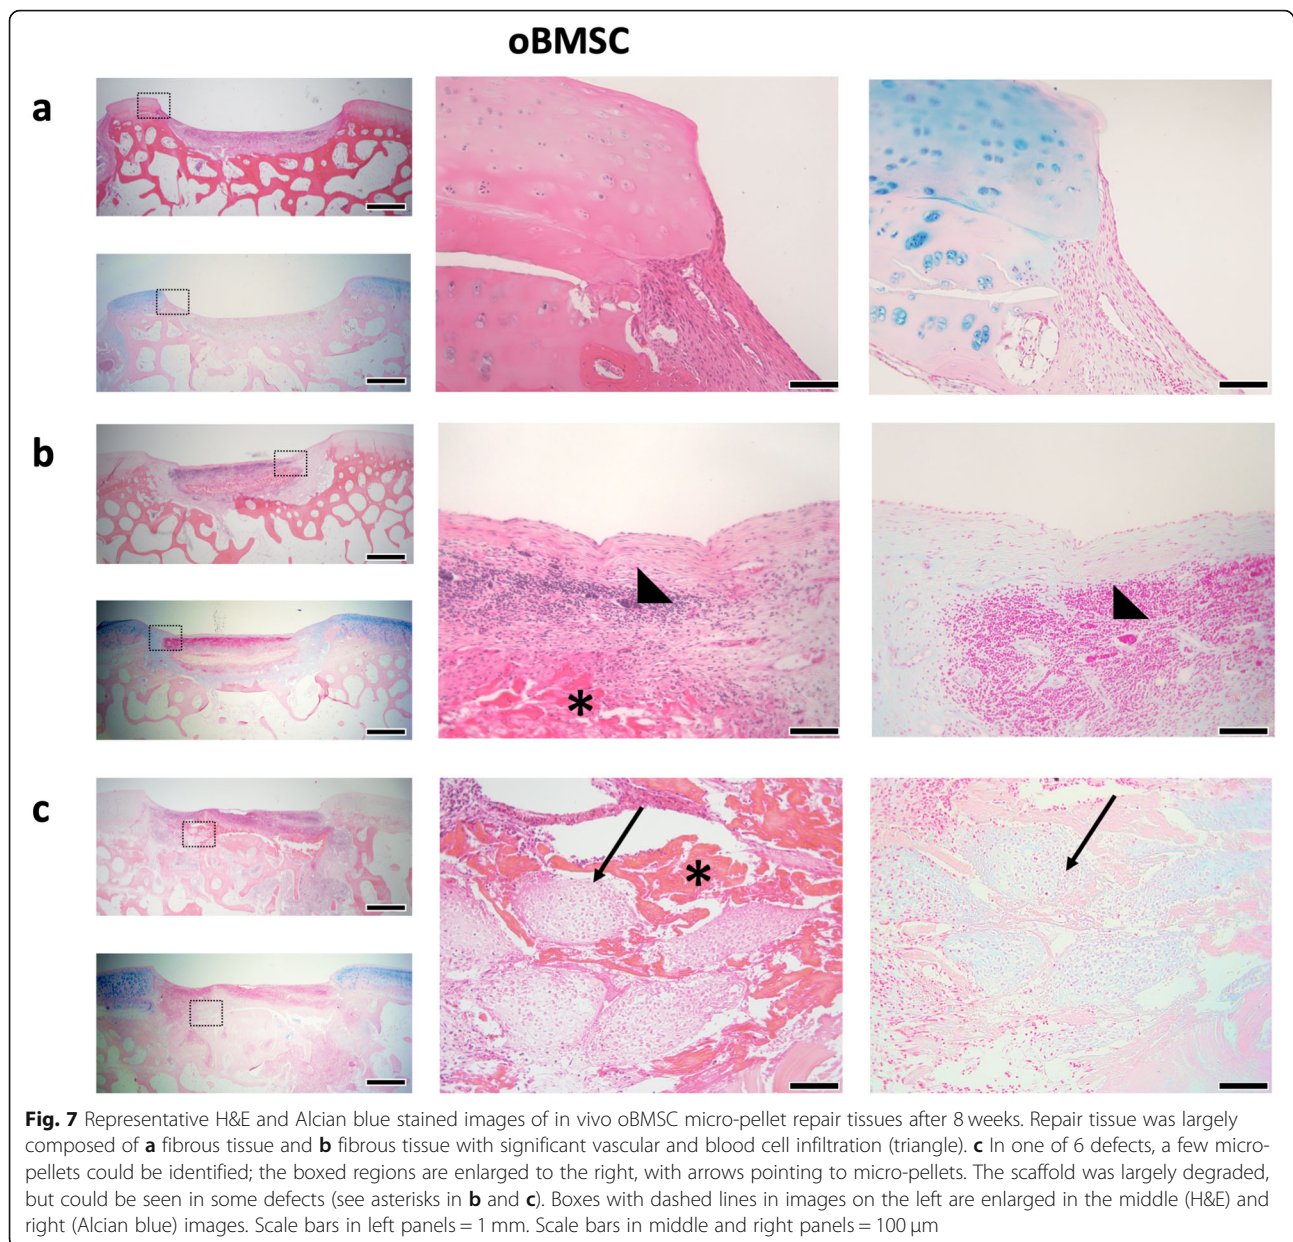 oBMSC
a
b
*
c
*
Fig. 7 Representative H&E and Alcian blue stained images of in vivo oBMSC micro-pellet repair tissues after 8 weeks. Repair tissue was largely
composed of a fibrous tissue and b fibrous tissue with significant vascular and blood cell infiltration (triangle). c In one of 6 defects, a few micro-
pellets could be identified; the boxed regions are enlarged to the right, with arrows pointing to micro-pellets. The scaffold was largely degraded,
but could be seen in some defects (see asterisks in b and c). Boxes with dashed lines in images on the left are enlarged in the middle (H&E) and
right (Alcian blue) images. Scale bars in left panels = 1 mm. Scale bars in middle and right panels = 100 μm